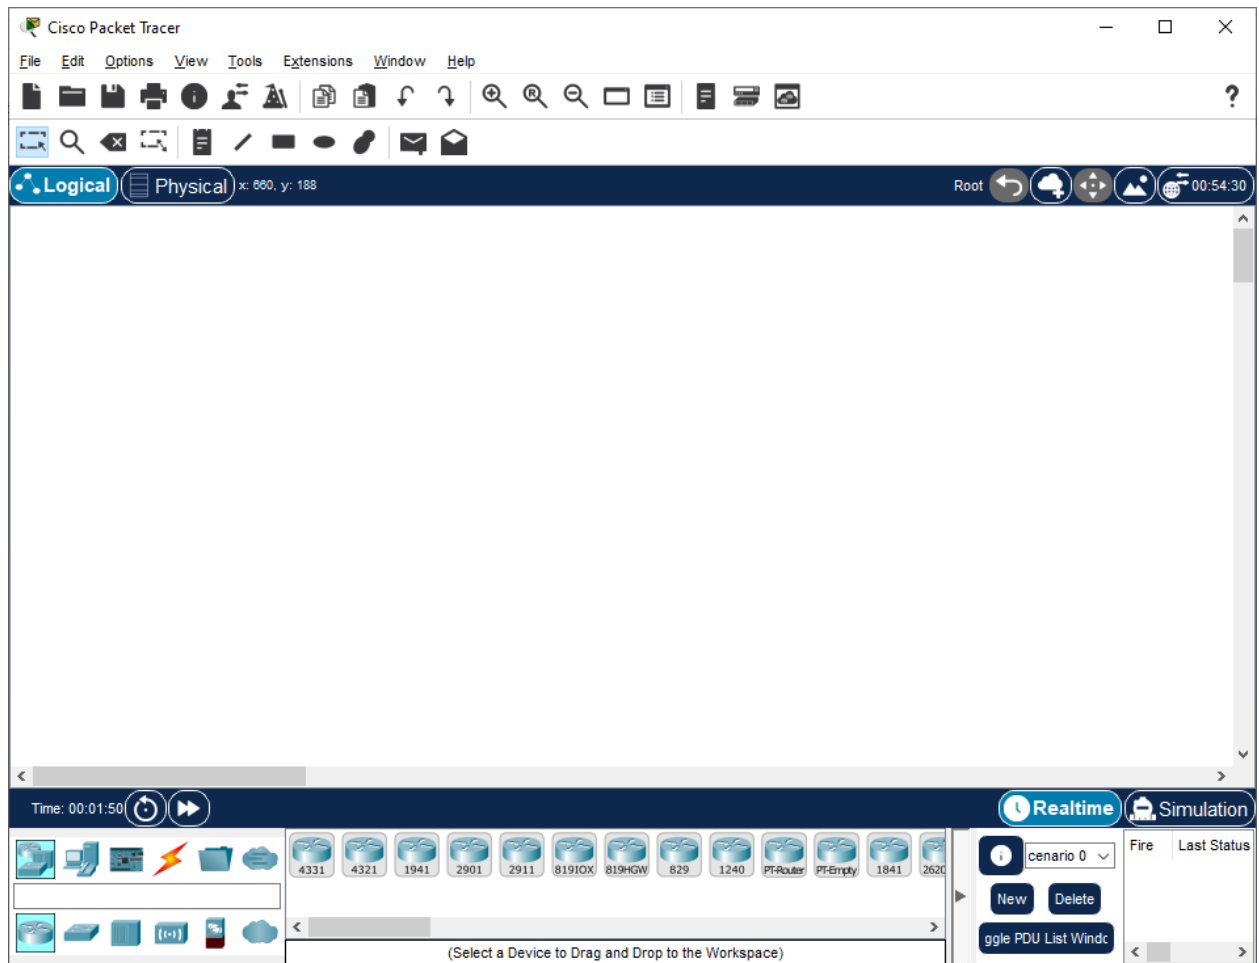 Cisco Packet Tracer
File Edit Options View Tools Extensions Window Help
R
?
Logical Physical x: 660, y: 188 Root 00:54:30
Time: 00:01:50 Realtime Simulation
4331 4321 1941 2901 2911 819IOX 819HGW 829 1240 PT-Router PT-Empty 1841 2620
i cenario 0 Fire Last Status
New Delete
ggle PDU List Windo
(Select a Device to Drag and Drop to the Workspace)